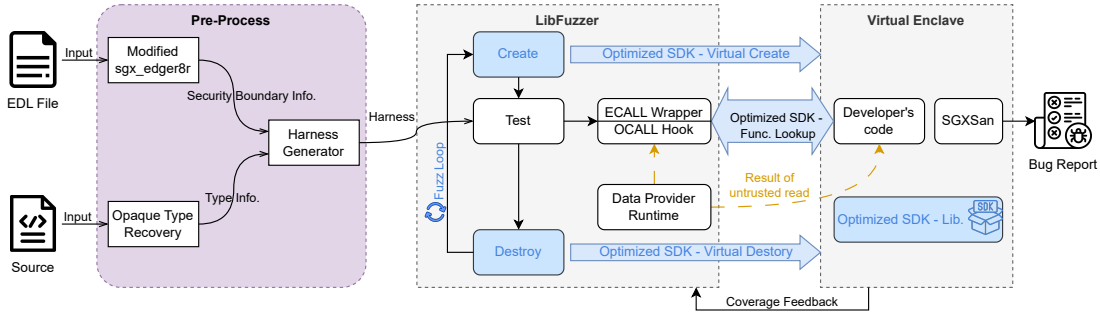 Pre-Process
LibFuzzer
Virtual Enclave
Input
EDL File
Modified
sgx_edger8r
Security Boundary Info.
Harness
Generator
Harness
Input
Source
Opaque Type
Recovery
Type Info.
Fuzz Loop
Create
Optimized SDK - Virtual Create
Test
ECALL Wrapper
OCALL Hook
Optimized SDK -
Func. Lookup
Developer's
code
SGXSan
Bug Report
Data Provider
Runtime
Result of
untrusted read
SDK
Optimized SDK - Lib.
Destroy
Optimized SDK - Virtual Destory
Coverage Feedback